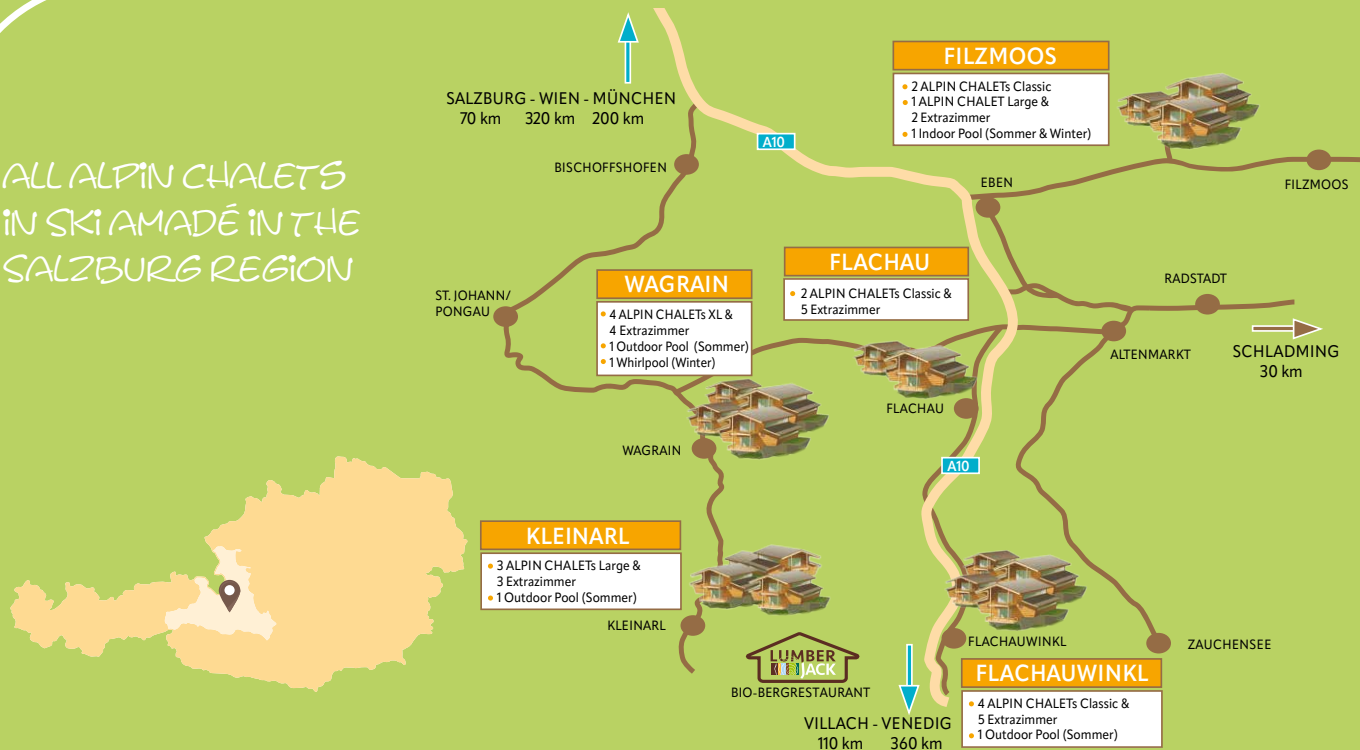 ALL ALPIN CHALETS
IN SKI AMADÉ IN THE
SALZBURG REGION
SALZBURG - WIEN - MÜNCHEN
70 km 320 km 200 km
A10
BISCHOFFSHOFEN
FILZMOOS
• 2 ALPIN CHALETs Classic
• 1 ALPIN CHALET Large &
2 Extrazimmer
• 1 Indoor Pool (Sommer & Winter)
EBEN
FILZMOOS
ST. JOHANN/
PONGAU
WAGRAIN
• 4 ALPIN CHALETs XL &
4 Extrazimmer
• 1 Outdoor Pool (Sommer)
• 1 Whirlpool (Winter)
FLACHAU
• 2 ALPIN CHALETs Classic &
5 Extrazimmer
RADSTADT
ALTENMARKT
SCHLADMING
30 km
FLACHAU
WAGRAIN
A10
KLEINARL
• 3 ALPIN CHALETs Large &
3 Extrazimmer
• 1 Outdoor Pool (Sommer)
KLEINARL
LUMBER
JACK
BIO-BERGRESTAURANT
FLACHAUWINKL
ZAUCHENSEE
FLACHAUWINKL
• 4 ALPIN CHALETs Classic &
5 Extrazimmer
• 1 Outdoor Pool (Sommer)
VILLACH - VENEDIG
110 km 360 km